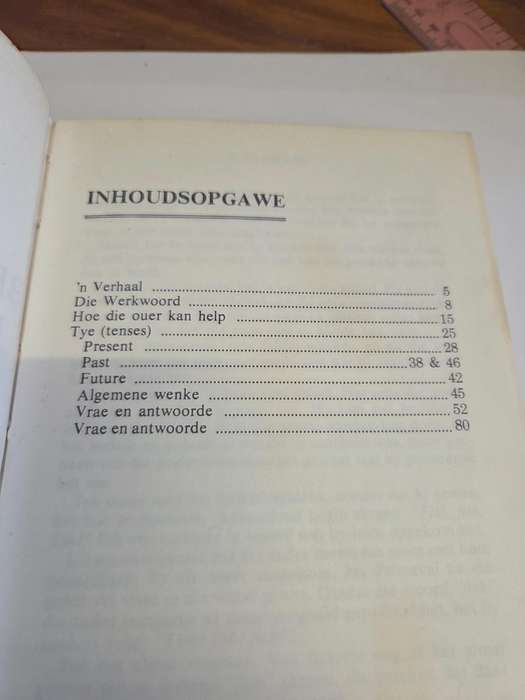 INHOUDSOPGAWE
'n Verhaal ........................ 5
Die Werkwoord ........................ 8
Hoe die ouer kan help ........................ 15
Tye (tenses) ........................ 25
Present ........................ 28
Past ........................ 38 & 46
Future ........................ 42
Algemene wenke ........................ 45
Vrae en antwoorde ........................ 52
Vrae en antwoorde ........................ 80